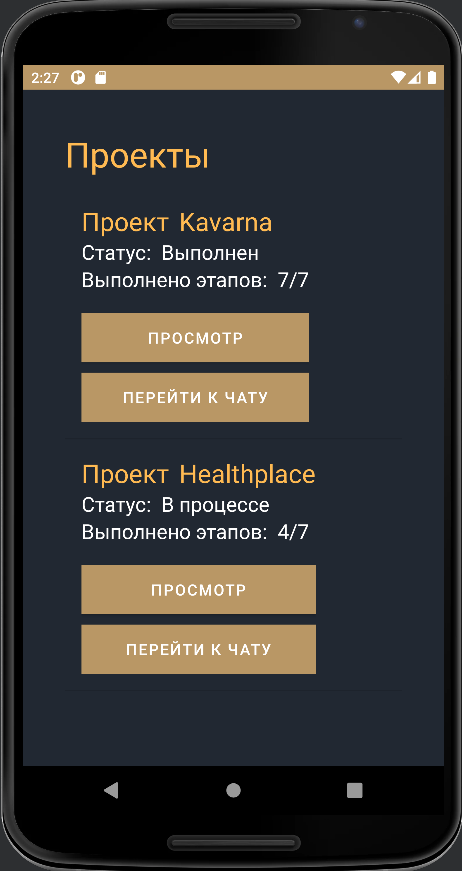 2:27
Проекты
Проект Kavarna
Статус: Выполнен
Выполнено этапов: 7/7
ПРОСМОТР
ПЕРЕЙТИ К ЧАТУ
Проект Healthplace
Статус: В процессе
Выполнено этапов: 4/7
ПРОСМОТР
ПЕРЕЙТИ К ЧАТУ